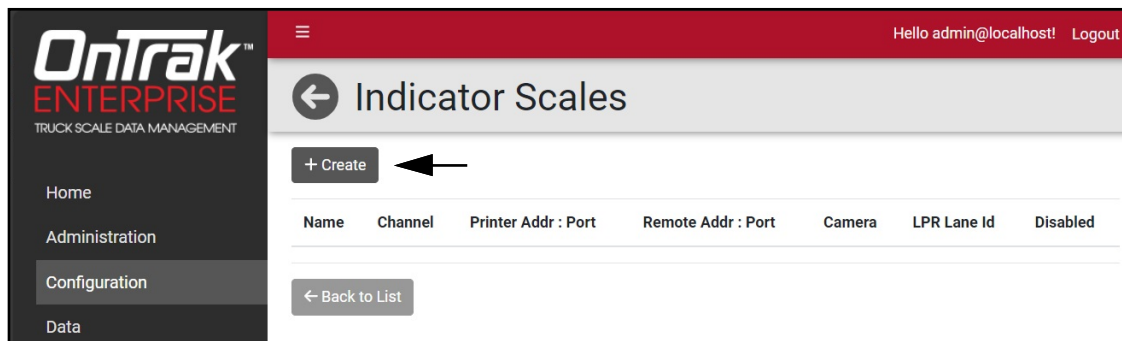 OnTrak™
ENTERPRISE
TRUCK SCALE DATA MANAGEMENT
Home
Administration
Configuration
Data
Hello admin@localhost! Logout
Indicator Scales
+ Create
Name Channel Printer Addr : Port Remote Addr : Port Camera LPR Lane Id Disabled
← Back to List